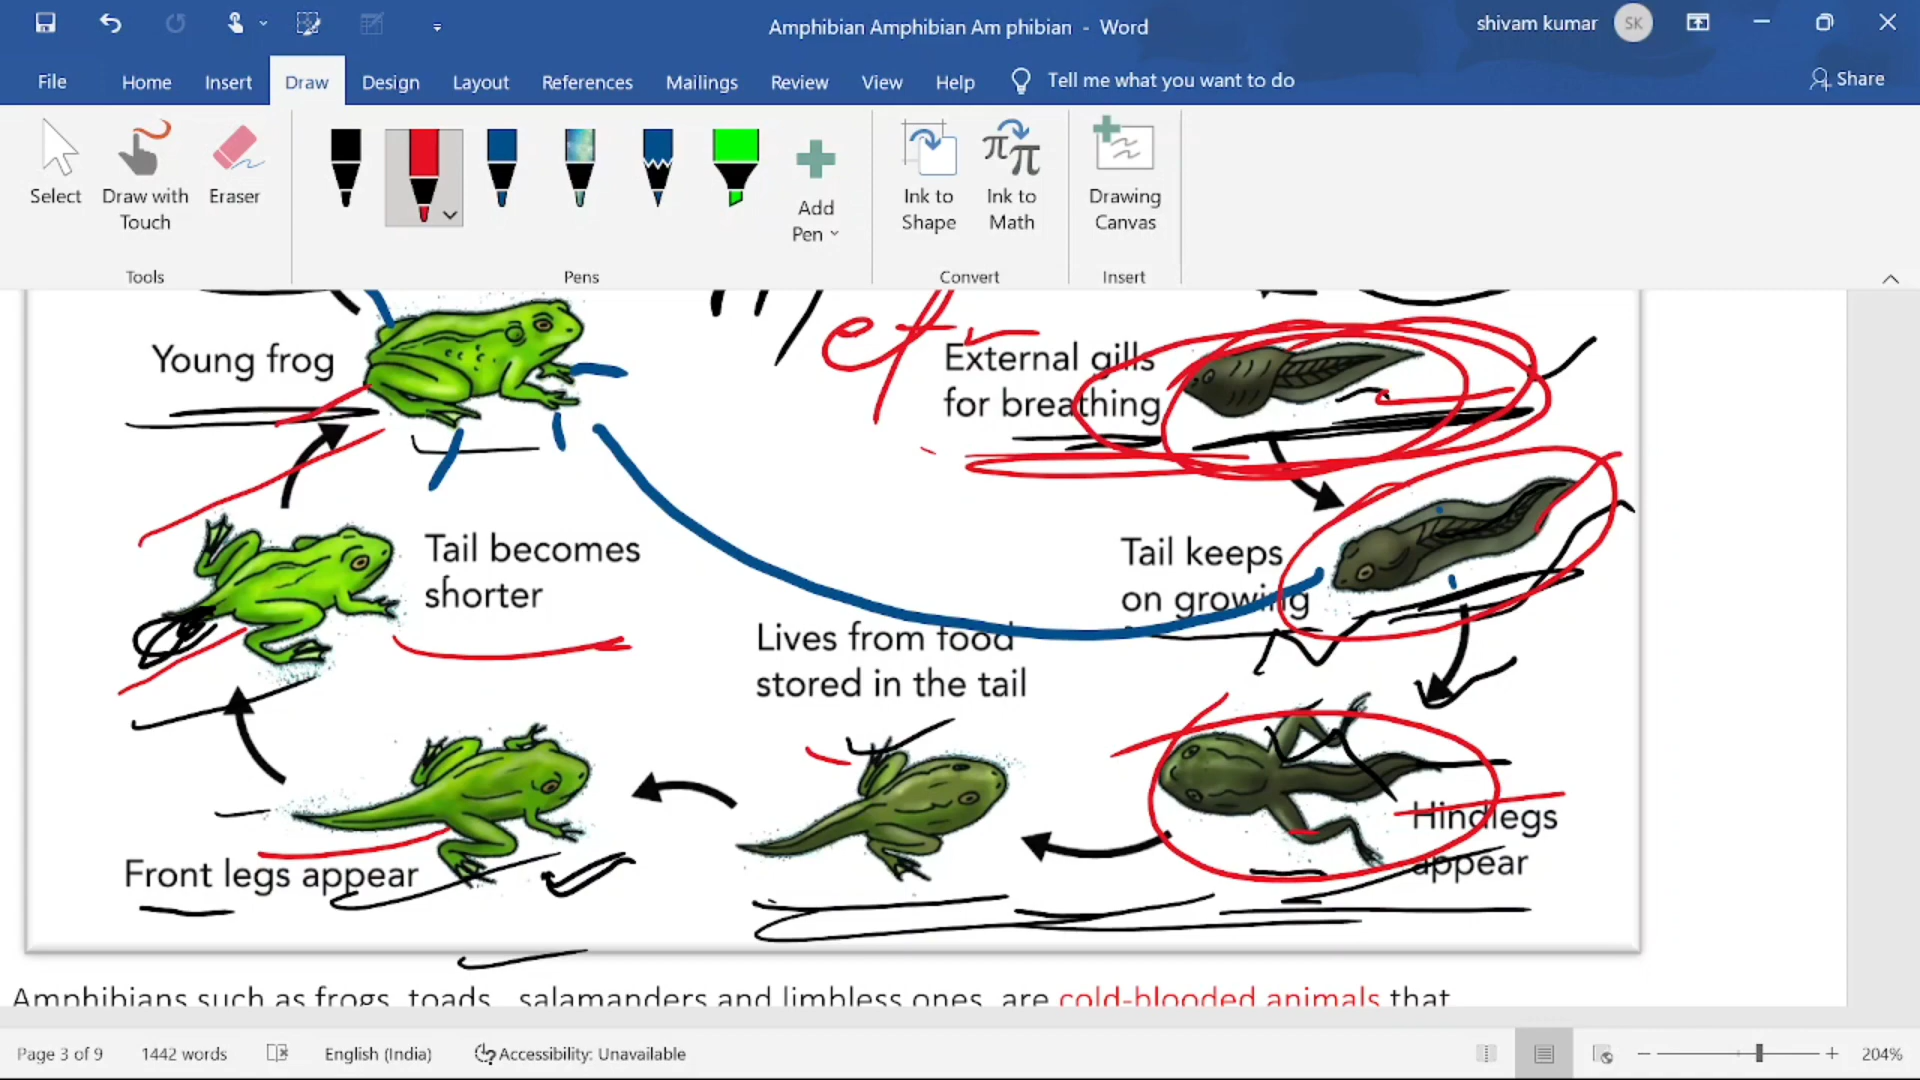 Amphibian Amphibian Am phibian - Word
shivam kumar
SK
File
Home
Insert
Draw
Design
Layout
References
Mailings
Review
View
Help
Tell me what you want to do
Share
Select
Draw with
Touch
Eraser
Add
Pen
Ink to
Shape
Ink to
Math
Drawing
Canvas
Tools
Pens
Convert
Insert
Young frog
External gills
for breathing
Tail becomes
shorter
Tail keeps
on growing
Lives from food
stored in the tail
Hindlegs
appear
Front legs appear
Amphibians such as frogs, toads, salamanders and limbless ones, are cold-blooded animals that
Page 3 of 9
1442 words
English (India)
Accessibility: Unavailable
204%